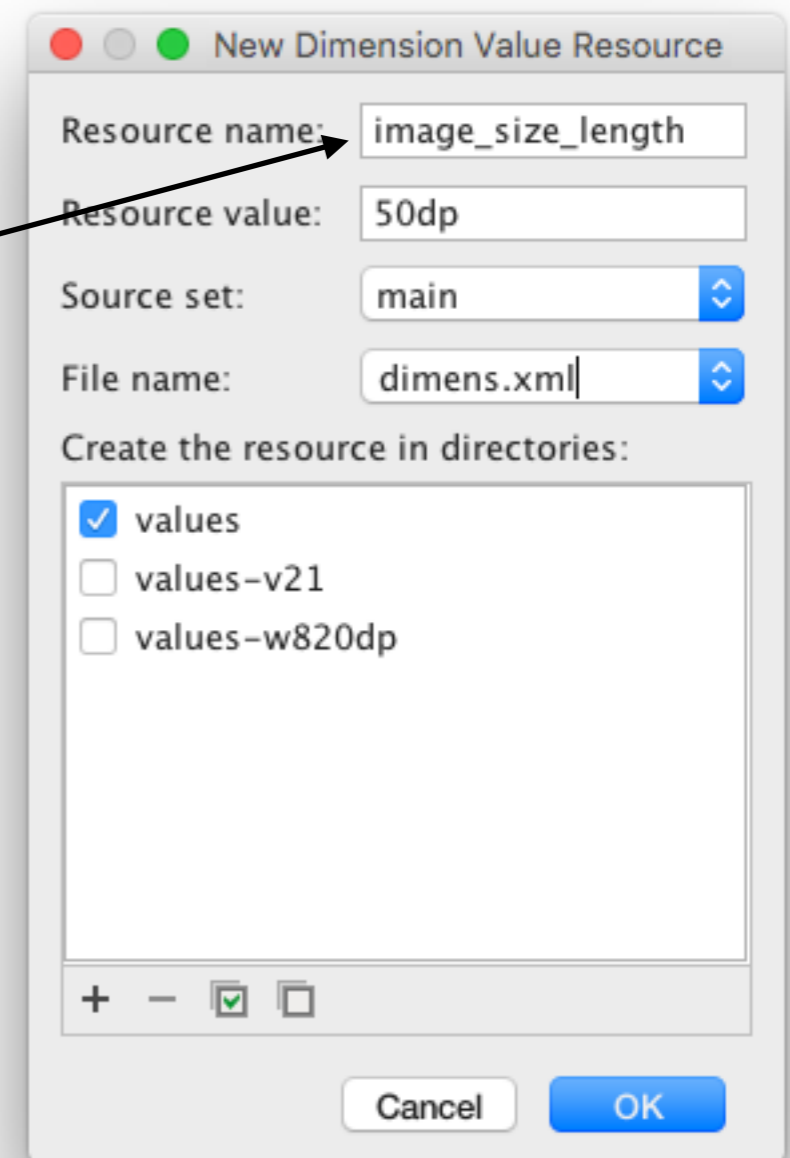 New Dimension Value Resource
Resource name: image_size_length
Resource value: 50dp
Source set: main
File name: dimens.xml
Create the resource in directories:
values
values-v21
values-w820dp
Cancel OK